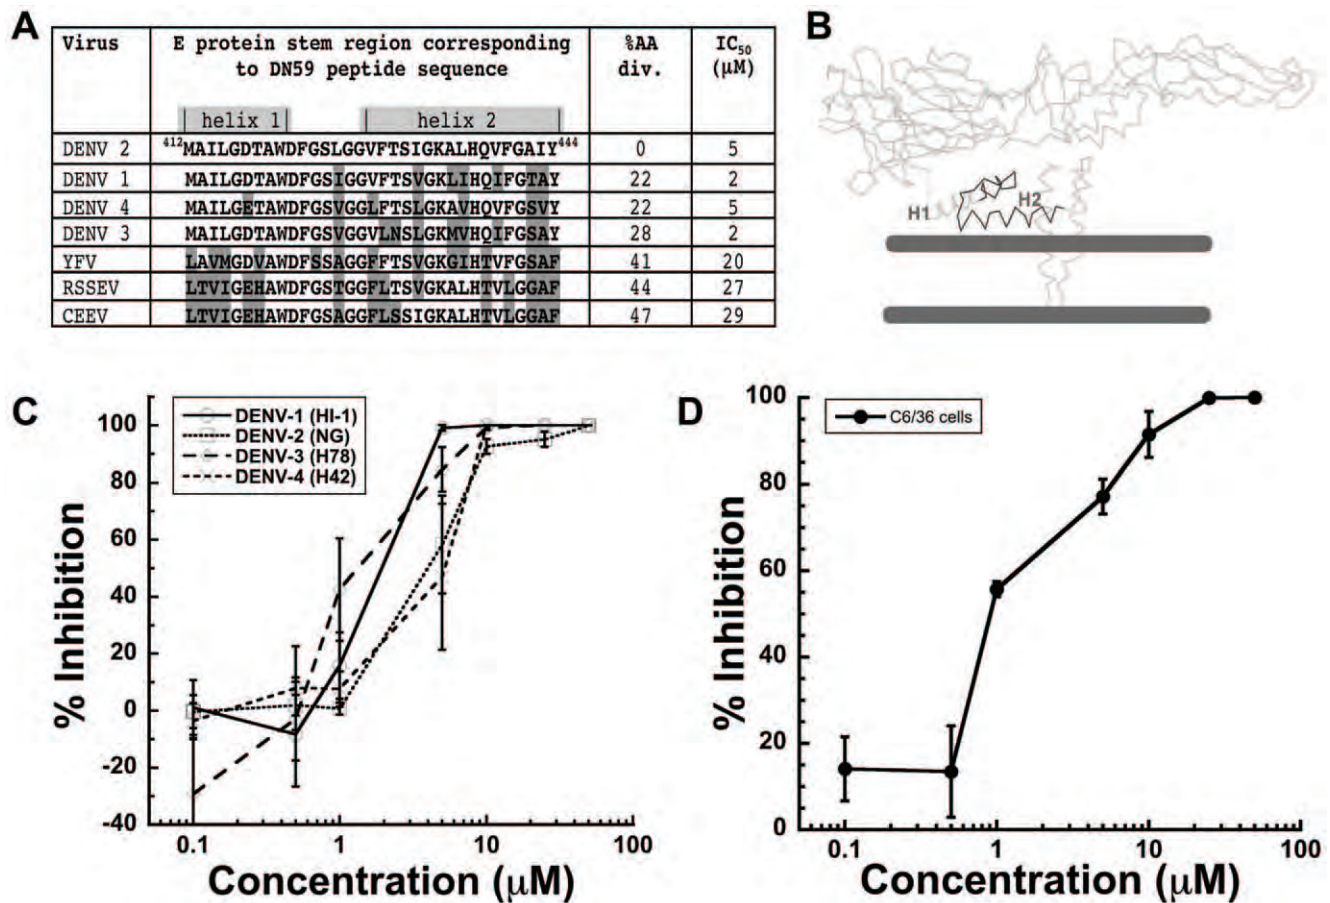 A
Virus E protein stem region corresponding %AA IC50
to DN59 peptide sequence div. (μM)
helix 1 helix 2
DENV 2 412MAILGDTAWDFGSLGGVFTSIGKALHQVFGAIY444 0 5
DENV 1 MAILGDTAWDFGSIGGVFTSVGKLIHQIFGTAY 22 2
DENV 4 MAILGETAWDFGSVGGLFTSLGKAVHQVFGSVY 22 5
DENV 3 MAILGDTAWDFGSVGGVLNSLGKMVHQIFGSAY 28 2
YFV LAVMGDVAWDFSSAGGFFTSVGKGIHTVFGSAF 41 20
RSSEV LTVIGEHAWDFGSTGGFLTSVGKALHTVLGGAF 44 27
CEEV LTVIGEHAWDFGSAGGFLSSIGKALHTVLGGAF 47 29
B
H1
H2
C
DENV-1 (HI-1)
DENV-2 (NG)
DENV-3 (H78)
DENV-4 (H42)
% Inhibition
100
80
60
40
20
0
-20
-40
0.1 1 10 100
Concentration (μM)
D
C6/36 cells
% Inhibition
100
80
60
40
20
0
0.1 1 10 100
Concentration (μM)